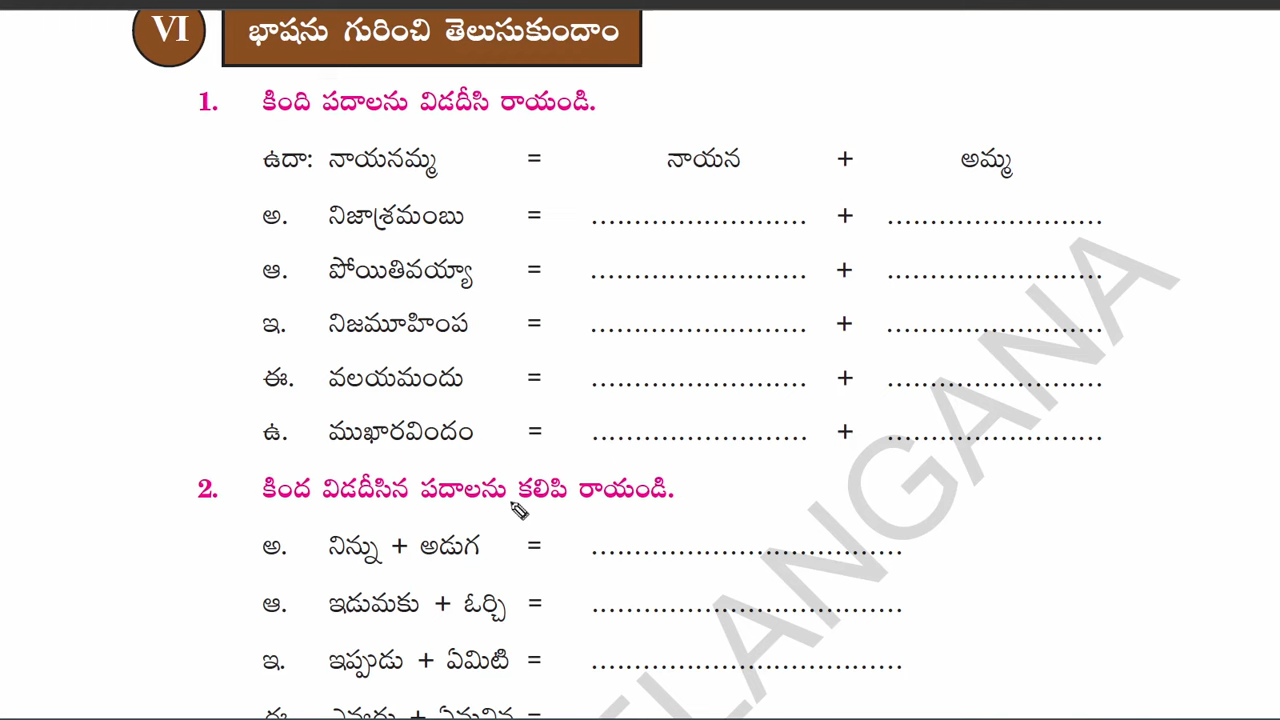 VI భాషను గురించి తెలుసుకుందాం
1. కింది పదాలను విడదీసి రాయండి.
ఉదా: నాయనమ్మ = నాయన + అమ్మ
అ. నిజాశ్రమంబు = ......................... + .........................
ఆ. పోయితివయ్యా = ......................... + .........................
ఇ. నిజమూహింప = ......................... + .........................
ఈ. వలయమందు = ......................... + .........................
ఉ. ముఖారవిందం = ......................... + .........................
2. కింద విడదీసిన పదాలను కలిపి రాయండి.
అ. నిన్ను + అడుగ = ....................................
ఆ. ఇడుమకు + ఓర్చి = ....................................
ఇ. ఇప్పుడు + ఏమిటి = ....................................
TELANGANA